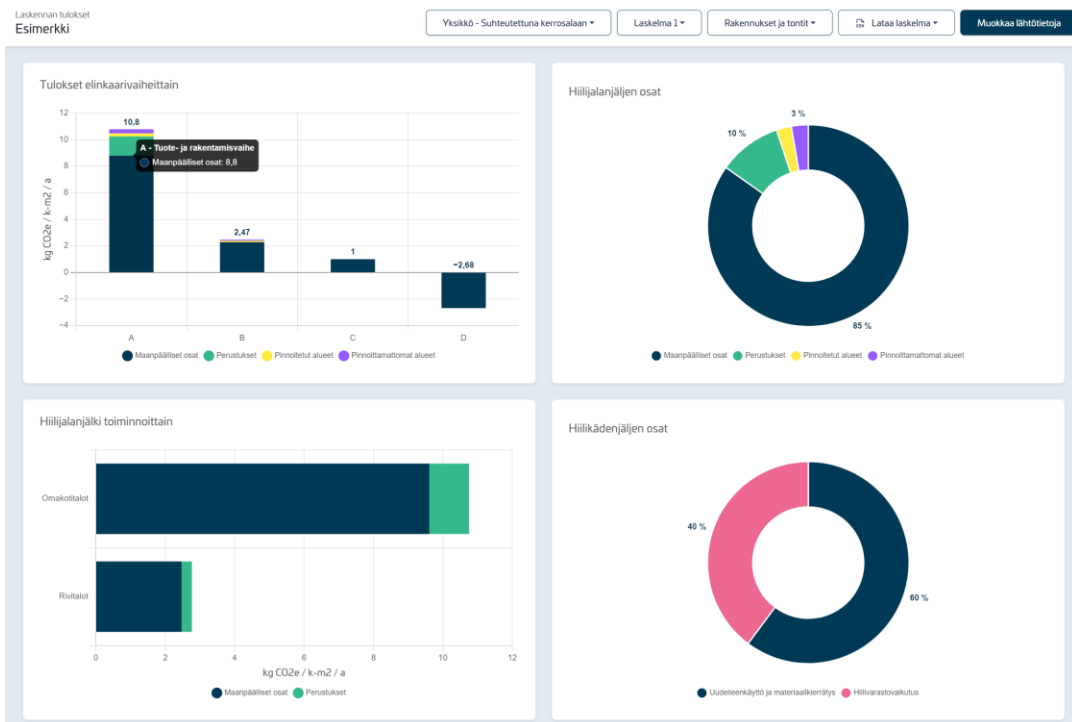 Laskennan tulokset
Esimerkki
Yksikkö - Suhteutettuna kerrosalaan
Laskelma 1
Rakennukset ja tontit
CSV
Lataa laskelma
Muokkaa lähtötietoja
Tulokset elinkaarivaiheittain
kg CO2e / k-m2 / a
12
10
8
6
4
2
0
−2
−4
10,8
A - Tuote- ja rakentamisvaihe
Maanpäälliset osat: 8,8
2,47
1
−2,68
A B C D
Maanpäälliset osat Perustukset Pinnoitetut alueet Pinnoittamattomat alueet
Hiilijalanjäljen osat
3 %
10 %
85 %
Maanpäälliset osat Perustukset Pinnoitetut alueet Pinnoittamattomat alueet
Hiilijalanjälki toiminnoittain
Omakotitalot
Rivitalot
0 2 4 6 8 10 12
kg CO2e / k-m2 / a
Maanpäälliset osat Perustukset
Hiilikädenjäljen osat
40 %
60 %
Uudelleenkäyttö ja materiaalikierrätys Hiilivarastovaikutus